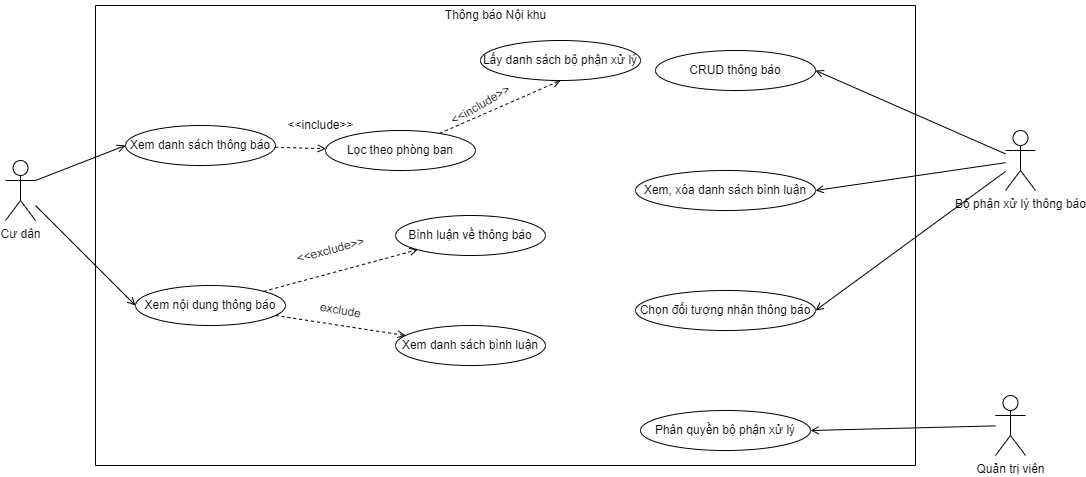 Thông báo Nội khu
Lấy danh sách bộ phận xử lý
CRUD thông báo
<<include>>
<<include>>
Xem danh sách thông báo
Lọc theo phòng ban
Xem, xóa danh sách bình luận
Bộ phận xử lý thông báo
Cư dân
Bình luận về thông báo
<<exclude>>
Xem nội dung thông báo
exclude
Chọn đối tượng nhận thông báo
Xem danh sách bình luận
Phân quyền bộ phận xử lý
Quản trị viên